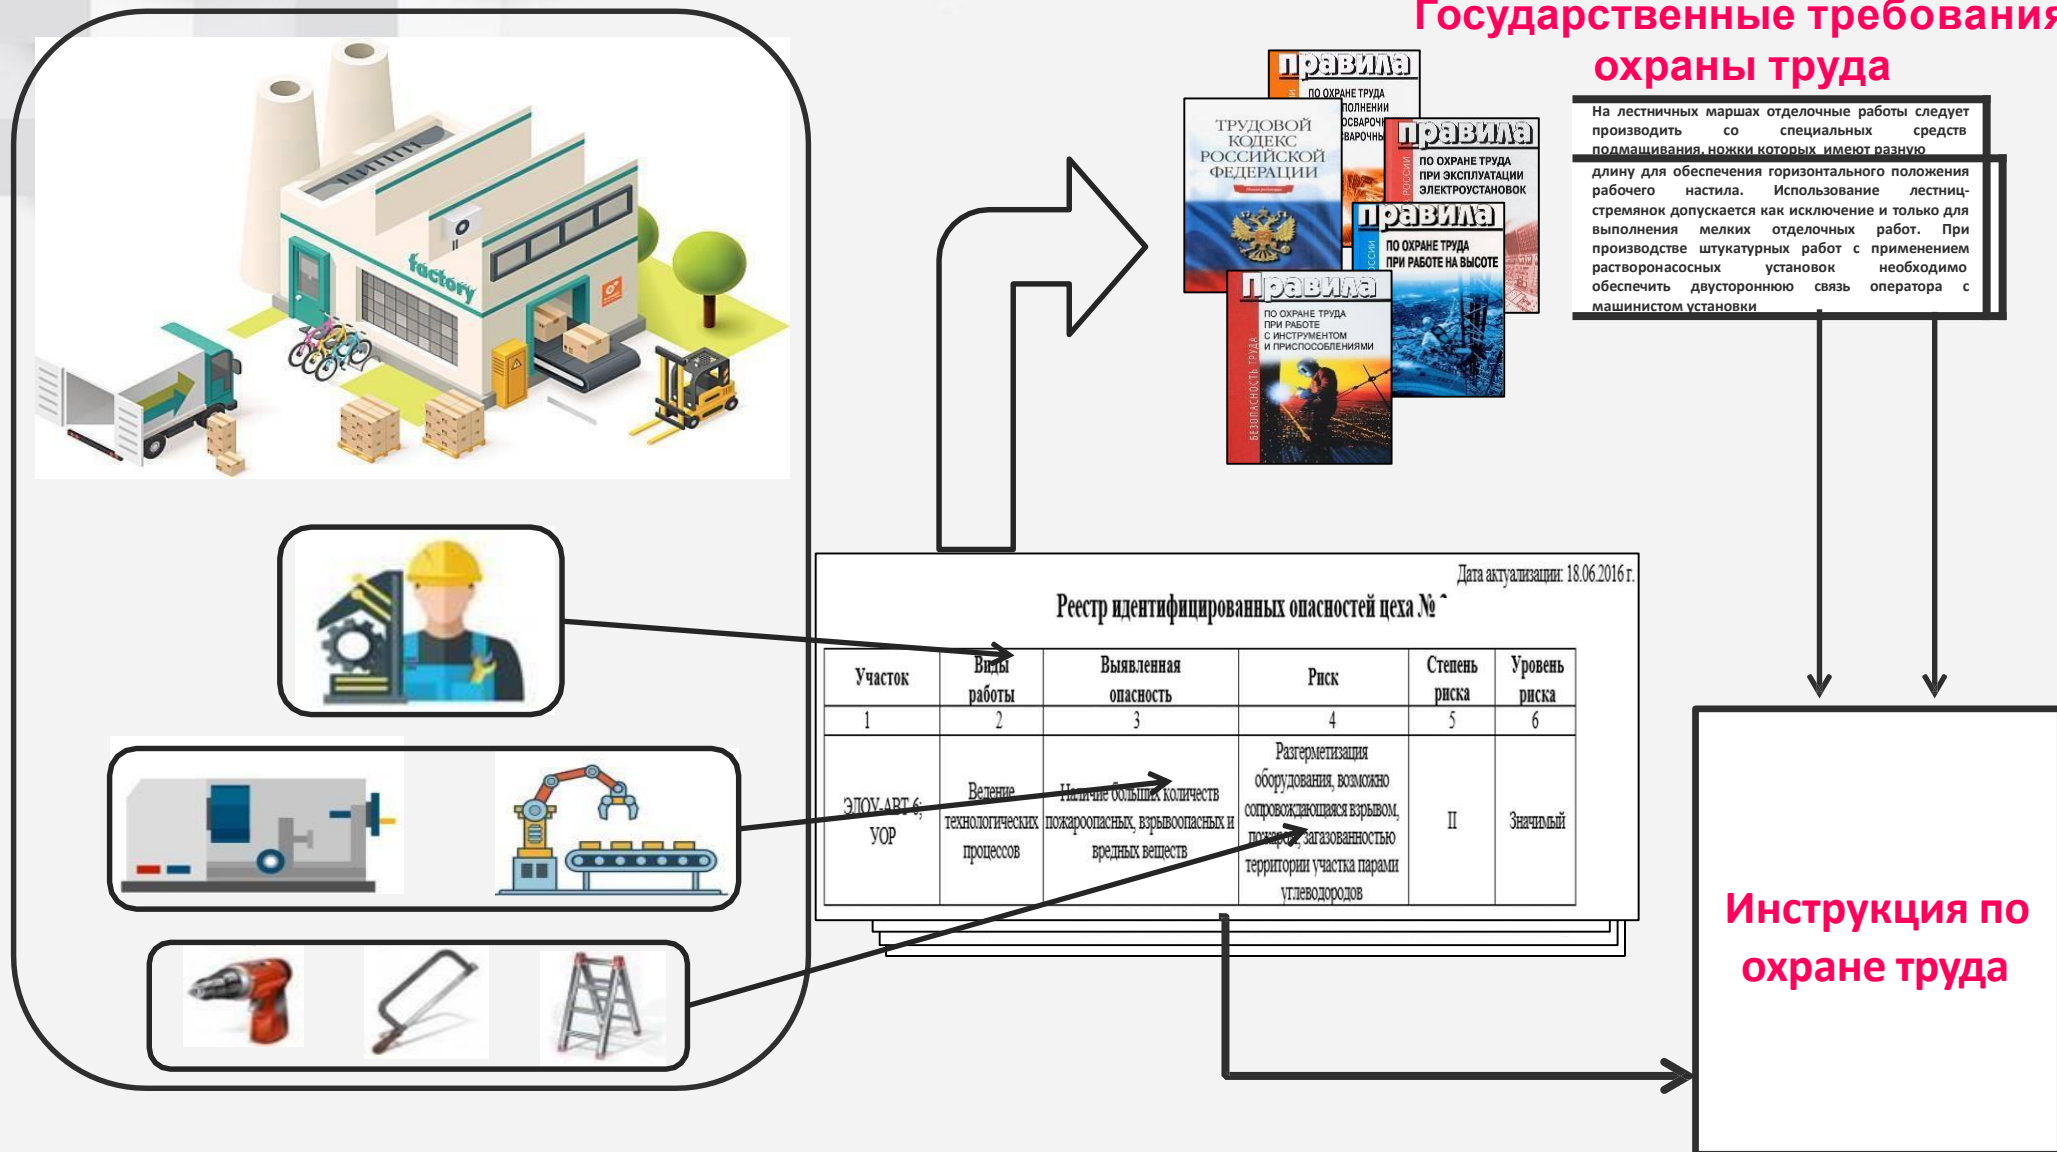 Государственные требования
охраны труда
правила
ПО ОХРАНЕ ТРУДА
ТРУДОВОЙ
КОДЕКС
РОССИЙСКОЙ
ФЕДЕРАЦИИ
правила
ПО ОХРАНЕ ТРУДА
ПРИ ЭКСПЛУАТАЦИИ
ЭЛЕКТРОУСТАНОВОК
правила
ПО ОХРАНЕ ТРУДА
ПРИ РАБОТЕ НА ВЫСОТЕ
правила
ПО ОХРАНЕ ТРУДА
ПРИ РАБОТЕ
С ИНСТРУМЕНТОМ
И ПРИСПОСОБЛЕНИЯМИ
БЕЗОПАСНОСТЬ ТРУДА
На лестничных маршах отделочные работы следует
производить со специальных средств
подмащивания, ножки которых имеют разную
длину для обеспечения горизонтального положения
рабочего настила. Использование лестниц-
стремянок допускается как исключение и только для
выполнения мелких отделочных работ. При
производстве штукатурных работ с применением
растворонасосных установок необходимо
обеспечить двустороннюю связь оператора с
машинистом установки
factory
Дата актуализации: 18.06.2016 г.
Реестр идентифицированных опасностей цеха №
Участок
Виды
работы
Выявленная
опасность
Риск
Степень
риска
Уровень
риска
1
2
3
4
5
6
ЭЛОУ-АВТ-6;
УОР
Ведение
технологических
процессов
Наличие больших количеств
пожароопасных, взрывоопасных и
вредных веществ
Разгерметизация
оборудования, возможно
сопровождающаяся взрывом,
пожаром, загазованностью
территории участка парами
углеводородов
II
Значимый
Инструкция по
охране труда